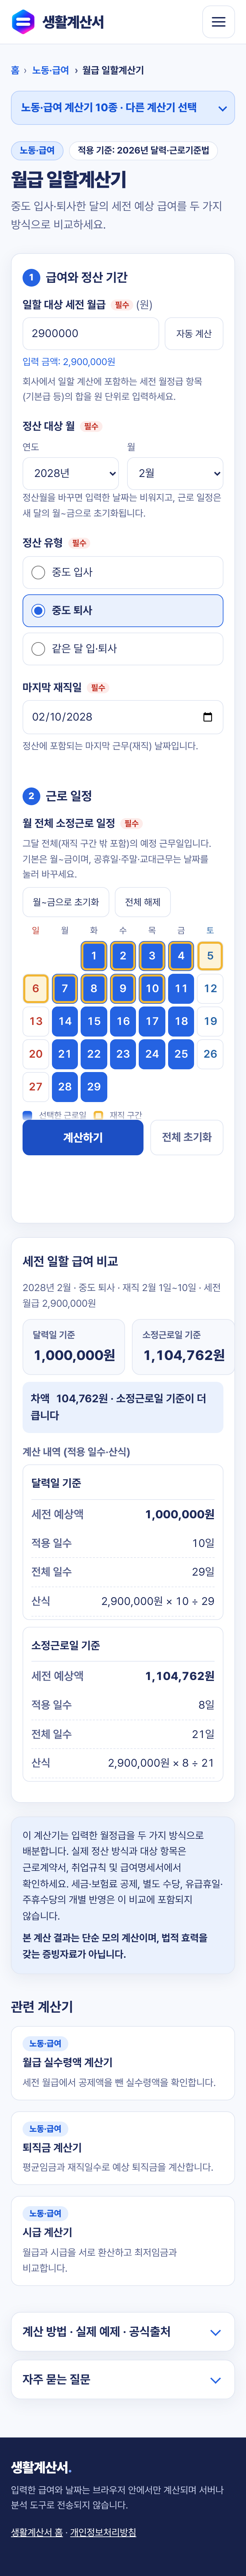 생활계산서
홈 › 노동·급여 › 월급 일할계산기
노동·급여 계산기 10종 · 다른 계산기 선택
노동·급여
적용 기준: 2026년 달력·근로기준법
월급 일할계산기
중도 입사·퇴사한 달의 세전 예상 급여를 두 가지
방식으로 비교하세요.
1 급여와 정산 기간
일할 대상 세전 월급 필수 (원)
2900000
자동 계산
입력 금액: 2,900,000원
회사에서 일할 계산에 포함하는 세전 월정급 항목
(기본급 등)의 합을 원 단위로 입력하세요.
정산 대상 월 필수
연도
월
2028년
2월
정산월을 바꾸면 입력한 날짜는 비워지고, 근로 일정은
새 달의 월~금으로 초기화됩니다.
정산 유형 필수
중도 입사
중도 퇴사
같은 달 입·퇴사
마지막 재직일 필수
02/10/2028
정산에 포함되는 마지막 근무(재직) 날짜입니다.
2 근로 일정
월 전체 소정근로 일정 필수
그달 전체(재직 구간 밖 포함)의 예정 근무일입니다.
기본은 월~금이며, 공휴일·주말·교대근무는 날짜를
눌러 바꾸세요.
월~금으로 초기화
전체 해제
일 월 화 수 목 금 토
1 2 3 4 5
6 7 8 9 10 11 12
13 14 15 16 17 18 19
20 21 22 23 24 25 26
27 28 29
선택한 근로일 재직 구간
계산하기
전체 초기화
세전 일할 급여 비교
2028년 2월 · 중도 퇴사 · 재직 2월 1일~10일 · 세전
월급 2,900,000원
달력일 기준
1,000,000원
소정근로일 기준
1,104,762원
차액 104,762원 · 소정근로일 기준이 더
큽니다
계산 내역 (적용 일수·산식)
달력일 기준
세전 예상액 1,000,000원
적용 일수 10일
전체 일수 29일
산식 2,900,000원 × 10 ÷ 29
소정근로일 기준
세전 예상액 1,104,762원
적용 일수 8일
전체 일수 21일
산식 2,900,000원 × 8 ÷ 21
이 계산기는 입력한 월정급을 두 가지 방식으로
배분합니다. 실제 정산 방식과 대상 항목은
근로계약서, 취업규칙 및 급여명세서에서
확인하세요. 세금·보험료 공제, 별도 수당, 유급휴일·
주휴수당의 개별 반영은 이 비교에 포함되지
않습니다.
본 계산 결과는 단순 모의 계산이며, 법적 효력을
갖는 증빙자료가 아닙니다.
관련 계산기
노동·급여
월급 실수령액 계산기
세전 월급에서 공제액을 뺀 실수령액을 확인합니다.
노동·급여
퇴직금 계산기
평균임금과 재직일수로 예상 퇴직금을 계산합니다.
노동·급여
시급 계산기
월급과 시급을 서로 환산하고 최저임금과
비교합니다.
계산 방법 · 실제 예제 · 공식출처
자주 묻는 질문
생활계산서.
입력한 급여와 날짜는 브라우저 안에서만 계산되며 서버나
분석 도구로 전송되지 않습니다.
생활계산서 홈 · 개인정보처리방침